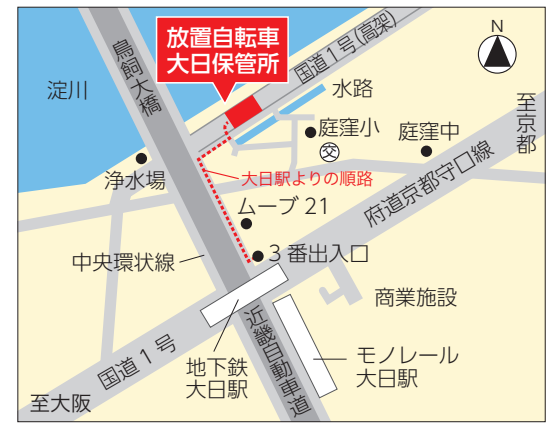 放置自転車
大日保管所
国道1号(高架)
N
鳥飼大橋
淀川
水路
至京都
庭窪小
交
庭窪中
浄水場
大日駅よりの順路
府道京都守口線
ムーブ21
3番出入口
中央環状線
商業施設
近畿自動車道
国道1号
地下鉄
大日駅
モノレール
大日駅
至大阪